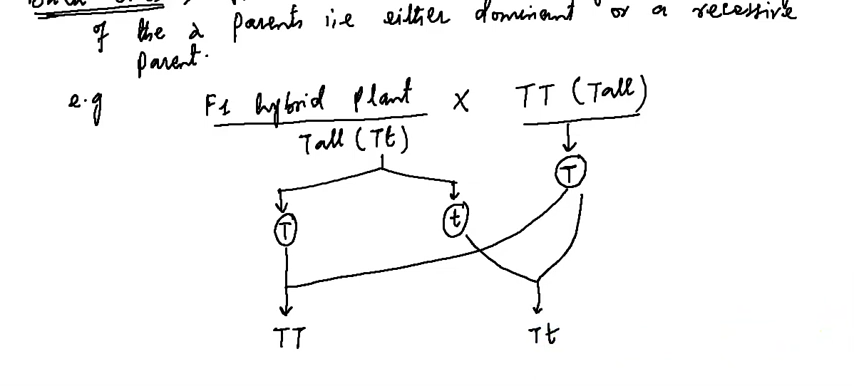 of the 2 parents i.e either dominant or a recessive
parent.
e.g F1 hybrid plant X TT (Tall)
Tall (Tt)
T
T t
TT Tt